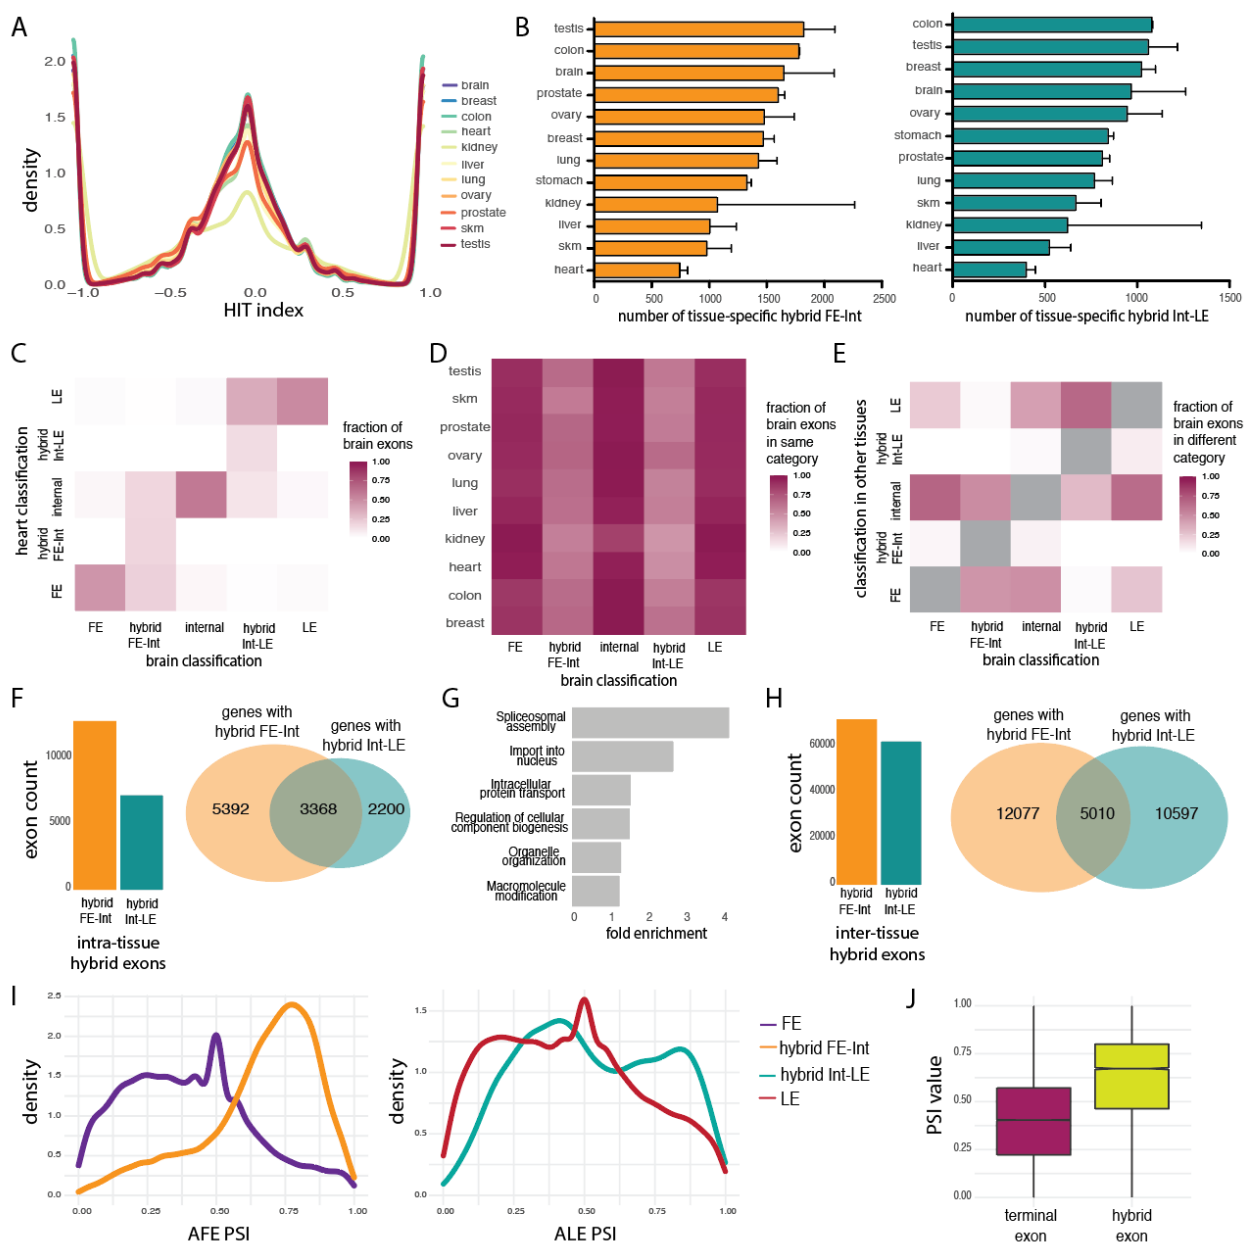 A
2.0
1.5
1.0
0.5
0.0
density
−1.0
−0.5
0.0
0.5
1.0
HIT index
brain
breast
colon
heart
kidney
liver
lung
ovary
prostate
skm
testis
B
testis
colon
brain
prostate
ovary
breast
lung
stomach
kidney
liver
skm
heart
0
500
1000
1500
2000
2500
number of tissue-specific hybrid FE-Int
colon
testis
breast
brain
ovary
stomach
prostate
lung
skm
kidney
liver
heart
0
500
1000
1500
number of tissue-specific hybrid Int-LE
C
heart classification
LE
hybrid
Int-LE
internal
hybrid
FE-Int
FE
FE
hybrid
FE-Int
internal
hybrid
Int-LE
LE
brain classification
fraction of
brain exons
1.00
0.75
0.50
0.25
0.00
D
testis
skm
prostate
ovary
lung
liver
kidney
heart
colon
breast
FE
hybrid
FE-Int
internal
hybrid
Int-LE
LE
brain classification
fraction of
brain exons
in same
category
1.00
0.75
0.50
0.25
0.00
E
classification in other tissues
LE
hybrid
Int-LE
internal
hybrid
FE-Int
FE
FE
hybrid
FE-Int
internal
hybrid
Int-LE
LE
brain classification
fraction of
brain exons
in different
category
1.00
0.75
0.50
0.25
0.00
F
exon count
10000
5000
0
hybrid
FE-Int
hybrid
Int-LE
intra-tissue
hybrid exons
genes with
hybrid FE-Int
genes with
hybrid Int-LE
5392
3368
2200
G
Spliceosomal
assembly
Import into
nucleus
Intracellular
protein transport
Regulation of cellular
component biogenesis
Organelle
organization
Macromolecule
modification
0
1
2
3
4
fold enrichment
H
exon count
60000
40000
20000
0
hybrid
FE-Int
hybrid
Int-LE
inter-tissue
hybrid exons
genes with
hybrid FE-Int
genes with
hybrid Int-LE
12077
5010
10597
I
density
2.5
2.0
1.5
1.0
0.5
0.0
0.00
0.25
0.50
0.75
1.00
AFE PSI
density
1.5
1.0
0.5
0.0
0.00
0.25
0.50
0.75
1.00
ALE PSI
FE
hybrid FE-Int
hybrid Int-LE
LE
J
PSI value
1.00
0.75
0.50
0.25
0.00
terminal
exon
hybrid
exon